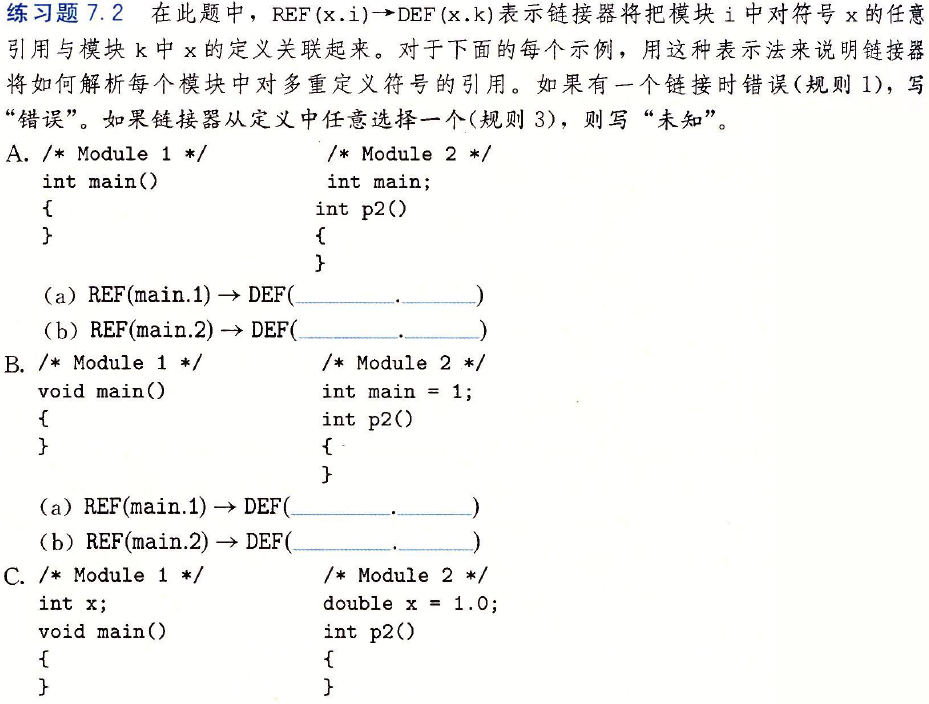 练习题 7.2 在此题中，REF(x.i)→DEF(x.k)表示链接器将把模块 i 中对符号 x 的任意
引用与模块 k 中 x 的定义关联起来。对于下面的每个示例，用这种表示法来说明链接器
将如何解析每个模块中对多重定义符号的引用。如果有一个链接时错误(规则 1)，写
“错误”。如果链接器从定义中任意选择一个(规则 3)，则写“未知”。
A. /* Module 1 */ /* Module 2 */
int main() int main;
{ int p2()
} {
}
(a) REF(main.1) → DEF(______.______)
(b) REF(main.2) → DEF(______.______)
B. /* Module 1 */ /* Module 2 */
void main() int main = 1;
{ int p2()
} {
}
(a) REF(main.1) → DEF(______.______)
(b) REF(main.2) → DEF(______.______)
C. /* Module 1 */ /* Module 2 */
int x; double x = 1.0;
void main() int p2()
{ {
} }